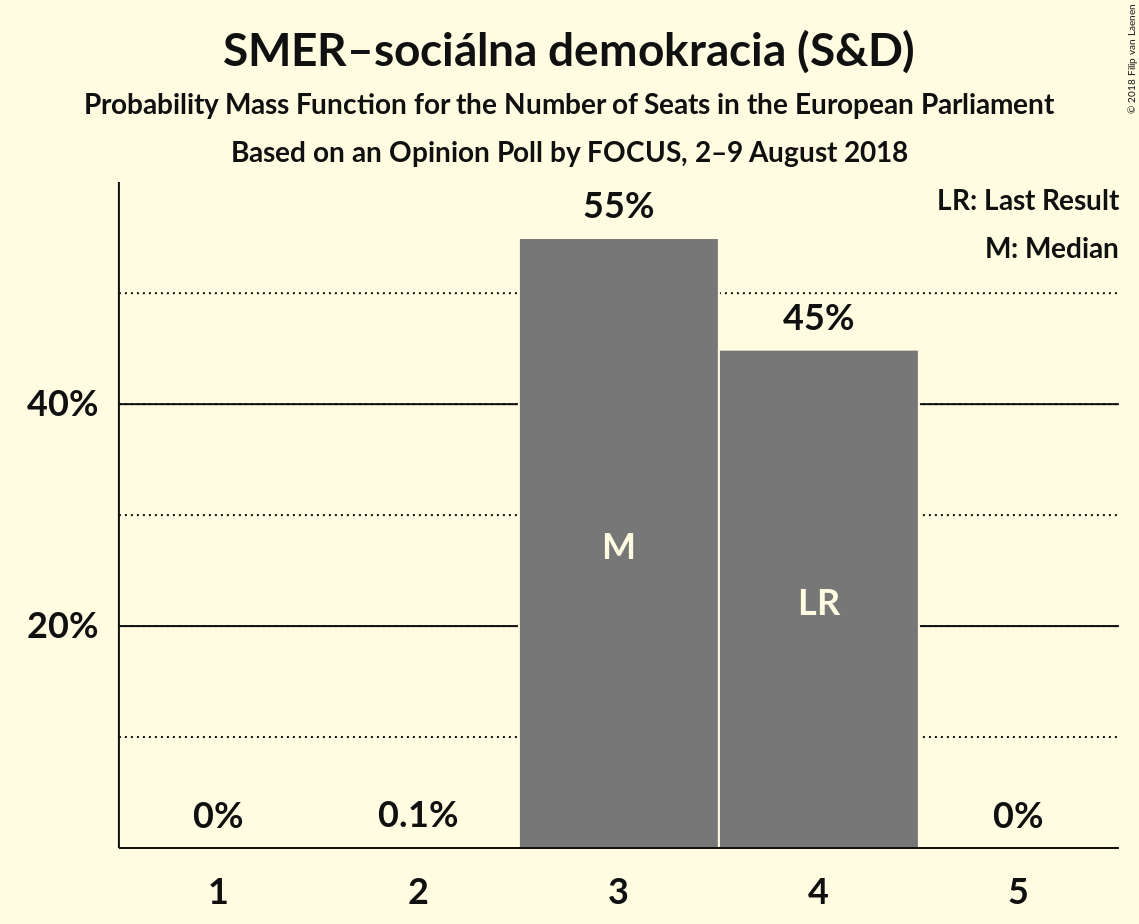 SMER–sociálna demokracia (S&D)
Probability Mass Function for the Number of Seats in the European Parliament
Based on an Opinion Poll by FOCUS, 2–9 August 2018
© 2018 Filip van Laenen
LR: Last Result
M: Median
55%
45%
40%
M
LR
20%
0%
0.1%
0%
1
2
3
4
5